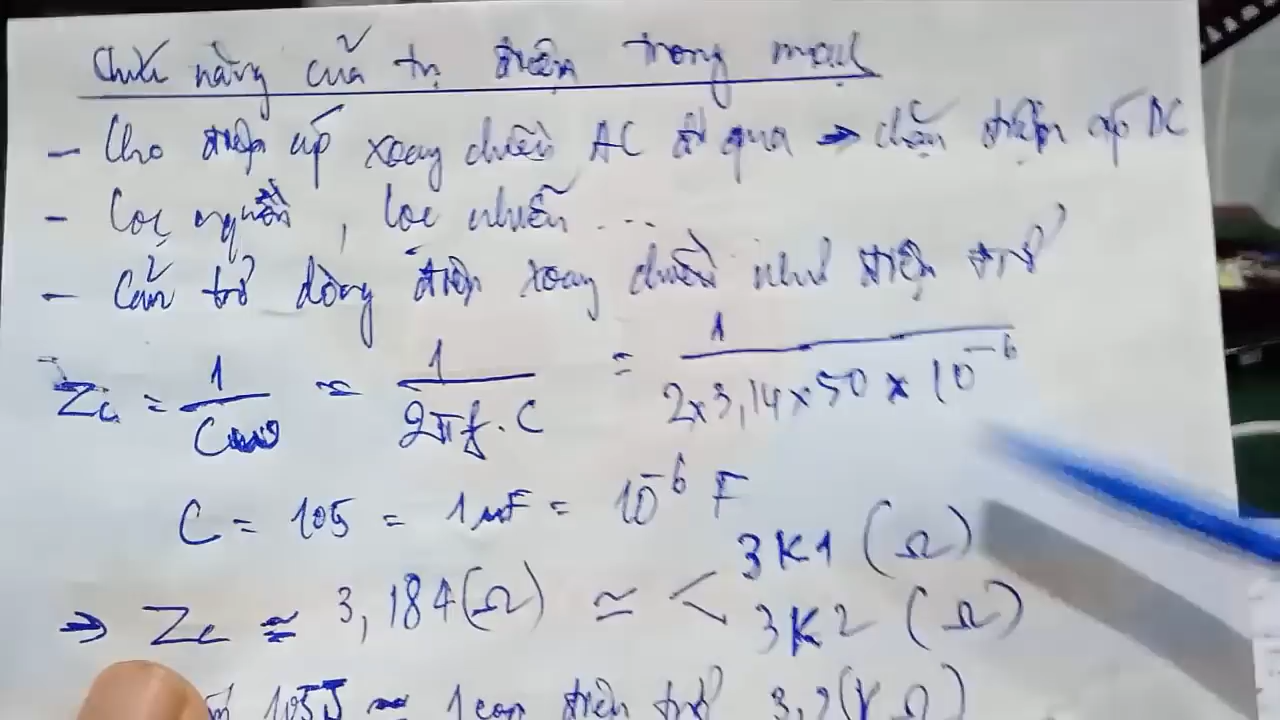 Chức năng của tụ điện trong mạch
- Cho điện áp xoay chiều AC đi qua → chặn điện áp DC
- Lọc nguồn, lọc nhiễu ...
- Cản trở dòng điện xoay chiều như điện trở
Zc = 1/Cω = 1/2πf.C = 1/2x3,14x50x10⁻⁶
C = 105 = 1µF = 10⁻⁶ F
3K1 (Ω)
⇒ Zc ≈ 3,184(Ω) ≃ <
3K2 (Ω)
105J ≈ 1 con điện trở 3,2(KΩ)